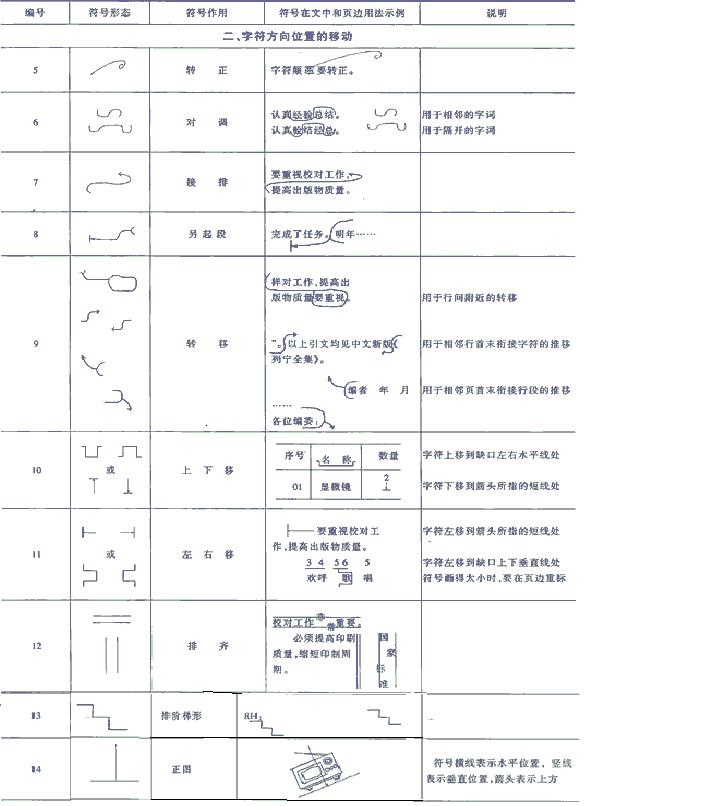 编号 符号形态 符号作用 符号在文中和页边用法示例 说明
二、字符方向位置的移动
5 转 正 字符颠要转正。
6 对 调 认真经验总结。 用于相邻的字词
认真验结经总。 用于隔开的字词
7 接 排 要重视校对工作,
提高出版物质量。
8 另 起 段 完成了任务。明年……
9 转 移 校对工作,提高出
版物质量要重视。 用于行间附近的转移
”。以上引文均见中文新版《 用于相邻行首末衔接字符的推移
列宁全集》。
编者 年 月 用于相邻页首末衔接行段的推移
……
各位编委:
10 或 上 下 移 序号 名 称 数量 字符上移到缺口左右水平线处
01 显微镜 2 字符下移到箭头所指的短线处
11 或 左 右 移 要重视校对工 字符左移到箭头所指的短线处
作,提高出版物质量。
3 4 5 6 5 字符左移到缺口上下垂直线处
欢呼 歌 唱 符号画得太小时,要在页边重标
12 排 齐 校对工作非常重要。
必须提高印刷
质量,缩短印制周
期。
国
家
标
准
13 排阶梯形 RH2
14 正图 符号横线表示水平位置,竖线
表示垂直位置,箭头表示上方